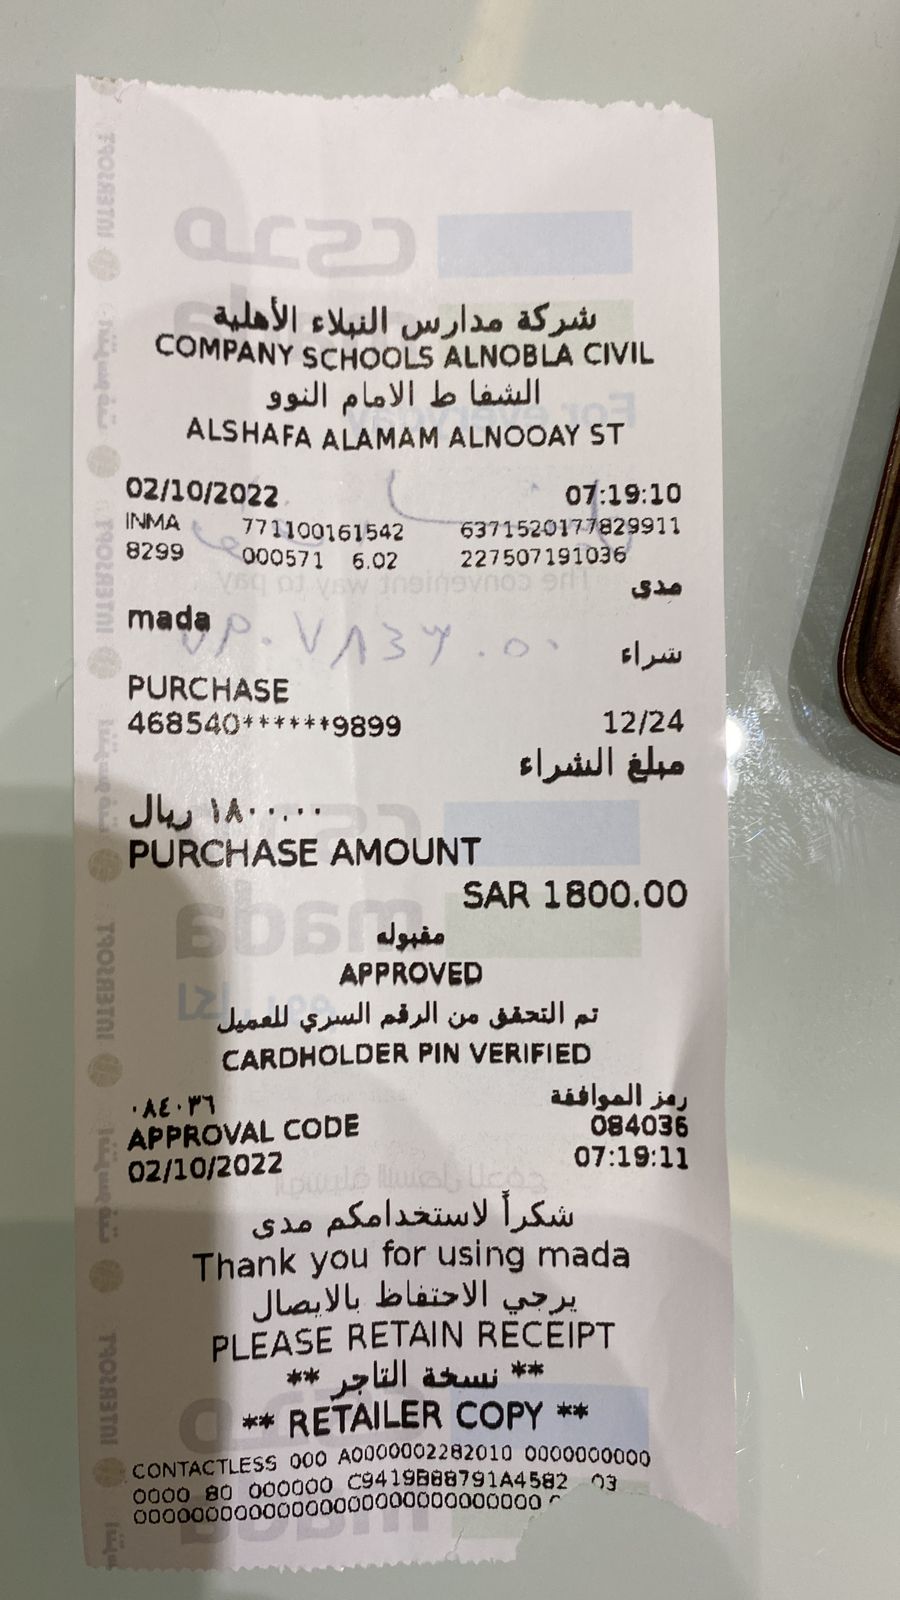 شركة مدارس النبلاء الأهلية
COMPANY SCHOOLS ALNOBLA CIVIL
الشفا ط الامام النوو
ALSHAFA ALAMAM ALNOOAY ST
02/10/2022 07:19:10
INMA 771100161542 6371520177829911
8299 000571 6.02 227507191036
مدى
mada
شراء
PURCHASE
468540******9899 12/24
مبلغ الشراء
١٨٠٠.٠٠ ريال
PURCHASE AMOUNT
SAR 1800.00
مقبوله
APPROVED
تم التحقق من الرقم السري للعميل
CARDHOLDER PIN VERIFIED
رمز الموافقة
٠٨٤٠٣٦
APPROVAL CODE 084036
02/10/2022 07:19:11
شكراً لاستخدامكم مدى
Thank you for using mada
يرجي الاحتفاظ بالايصال
PLEASE RETAIN RECEIPT
** نسخة التاجر **
** RETAILER COPY **
CONTACTLESS 000 A0000002282010 0000000000
0000 80 000000 C9419B88791A4582 03
0000000000000000000000000000000